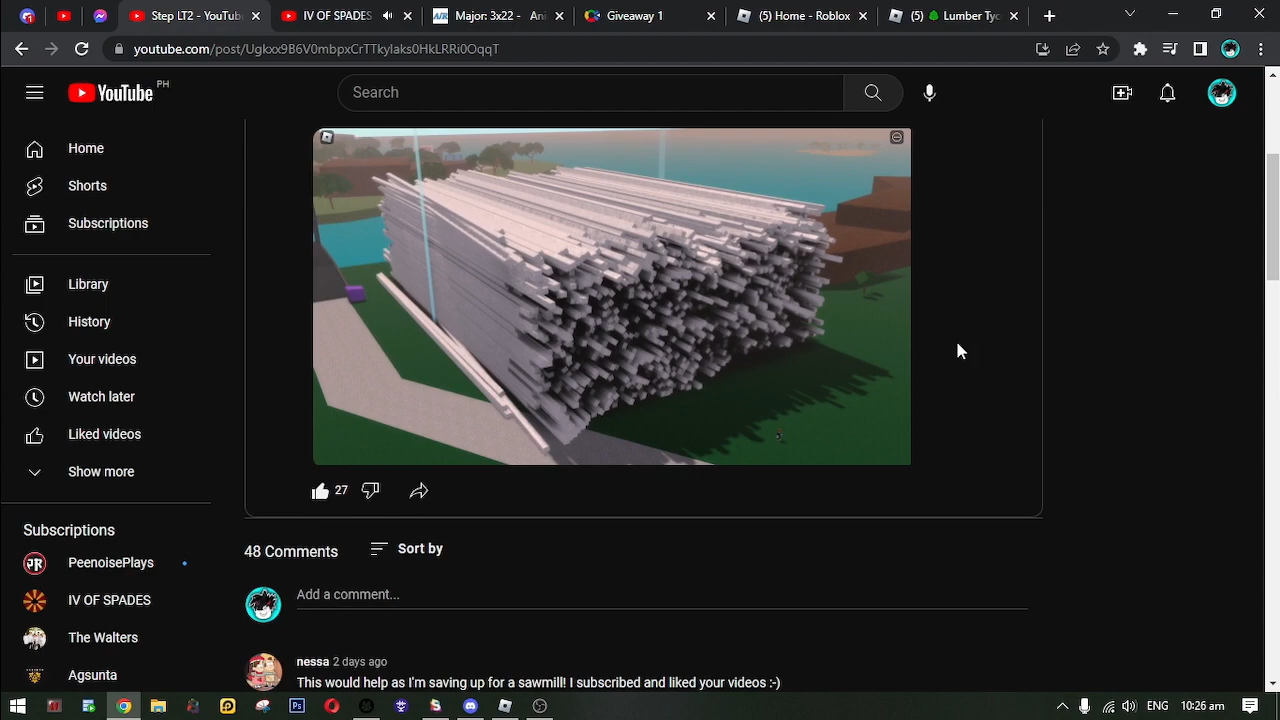 Step LT2 - YouTub
IV OF SPADES
Major: 3:22 - An
Giveaway 1
(5) Home - Roblox
(5) 🌲 Lumber Tyc
youtube.com/post/Ugkxx9B6V0mbpxCrTTkylaks0HkLRRi0OqqT
YouTube PH
Search
Home
Shorts
Subscriptions
Library
History
Your videos
Watch later
Liked videos
Show more
Subscriptions
PeenoisePlays
IV OF SPADES
The Walters
Agsunta
27
48 Comments
Sort by
Add a comment...
nessa 2 days ago
This would help as I'm saving up for a sawmill! I subscribed and liked your videos :-)
ENG
10:26 am